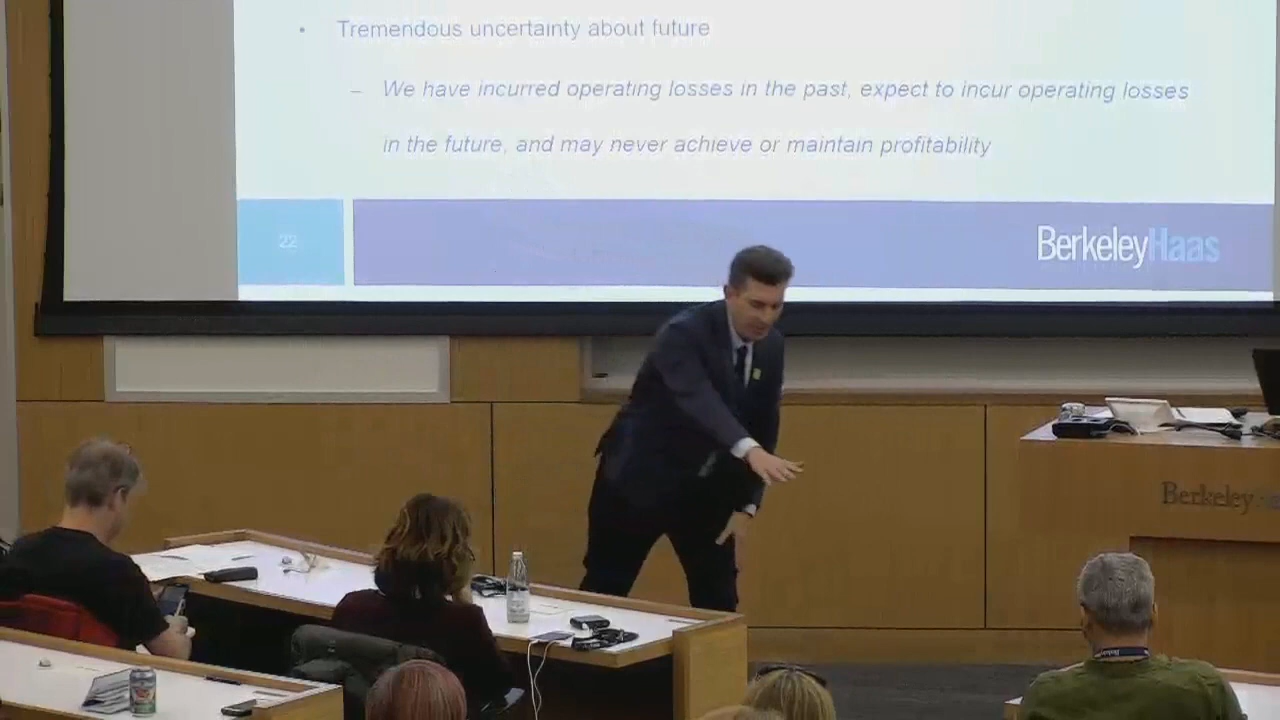 • Tremendous uncertainty about future
– We have incurred operating losses in the past, expect to incur operating losses
in the future, and may never achieve or maintain profitability
22
BerkeleyHaas
Berkeley